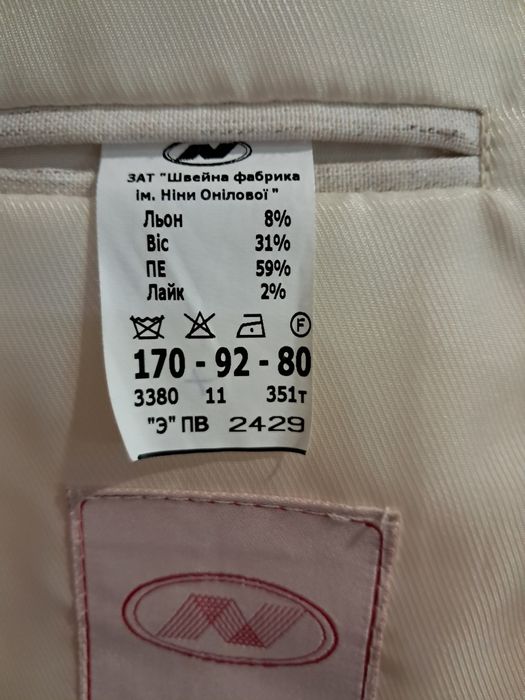 ЗАТ "Швейна фабрика
ім. Ніни Онілової"
Льон 8%
Віс 31%
ПЕ 59%
Лайк 2%
F
170 - 92 - 80
3380 11 351т
"Э" ПВ 2429